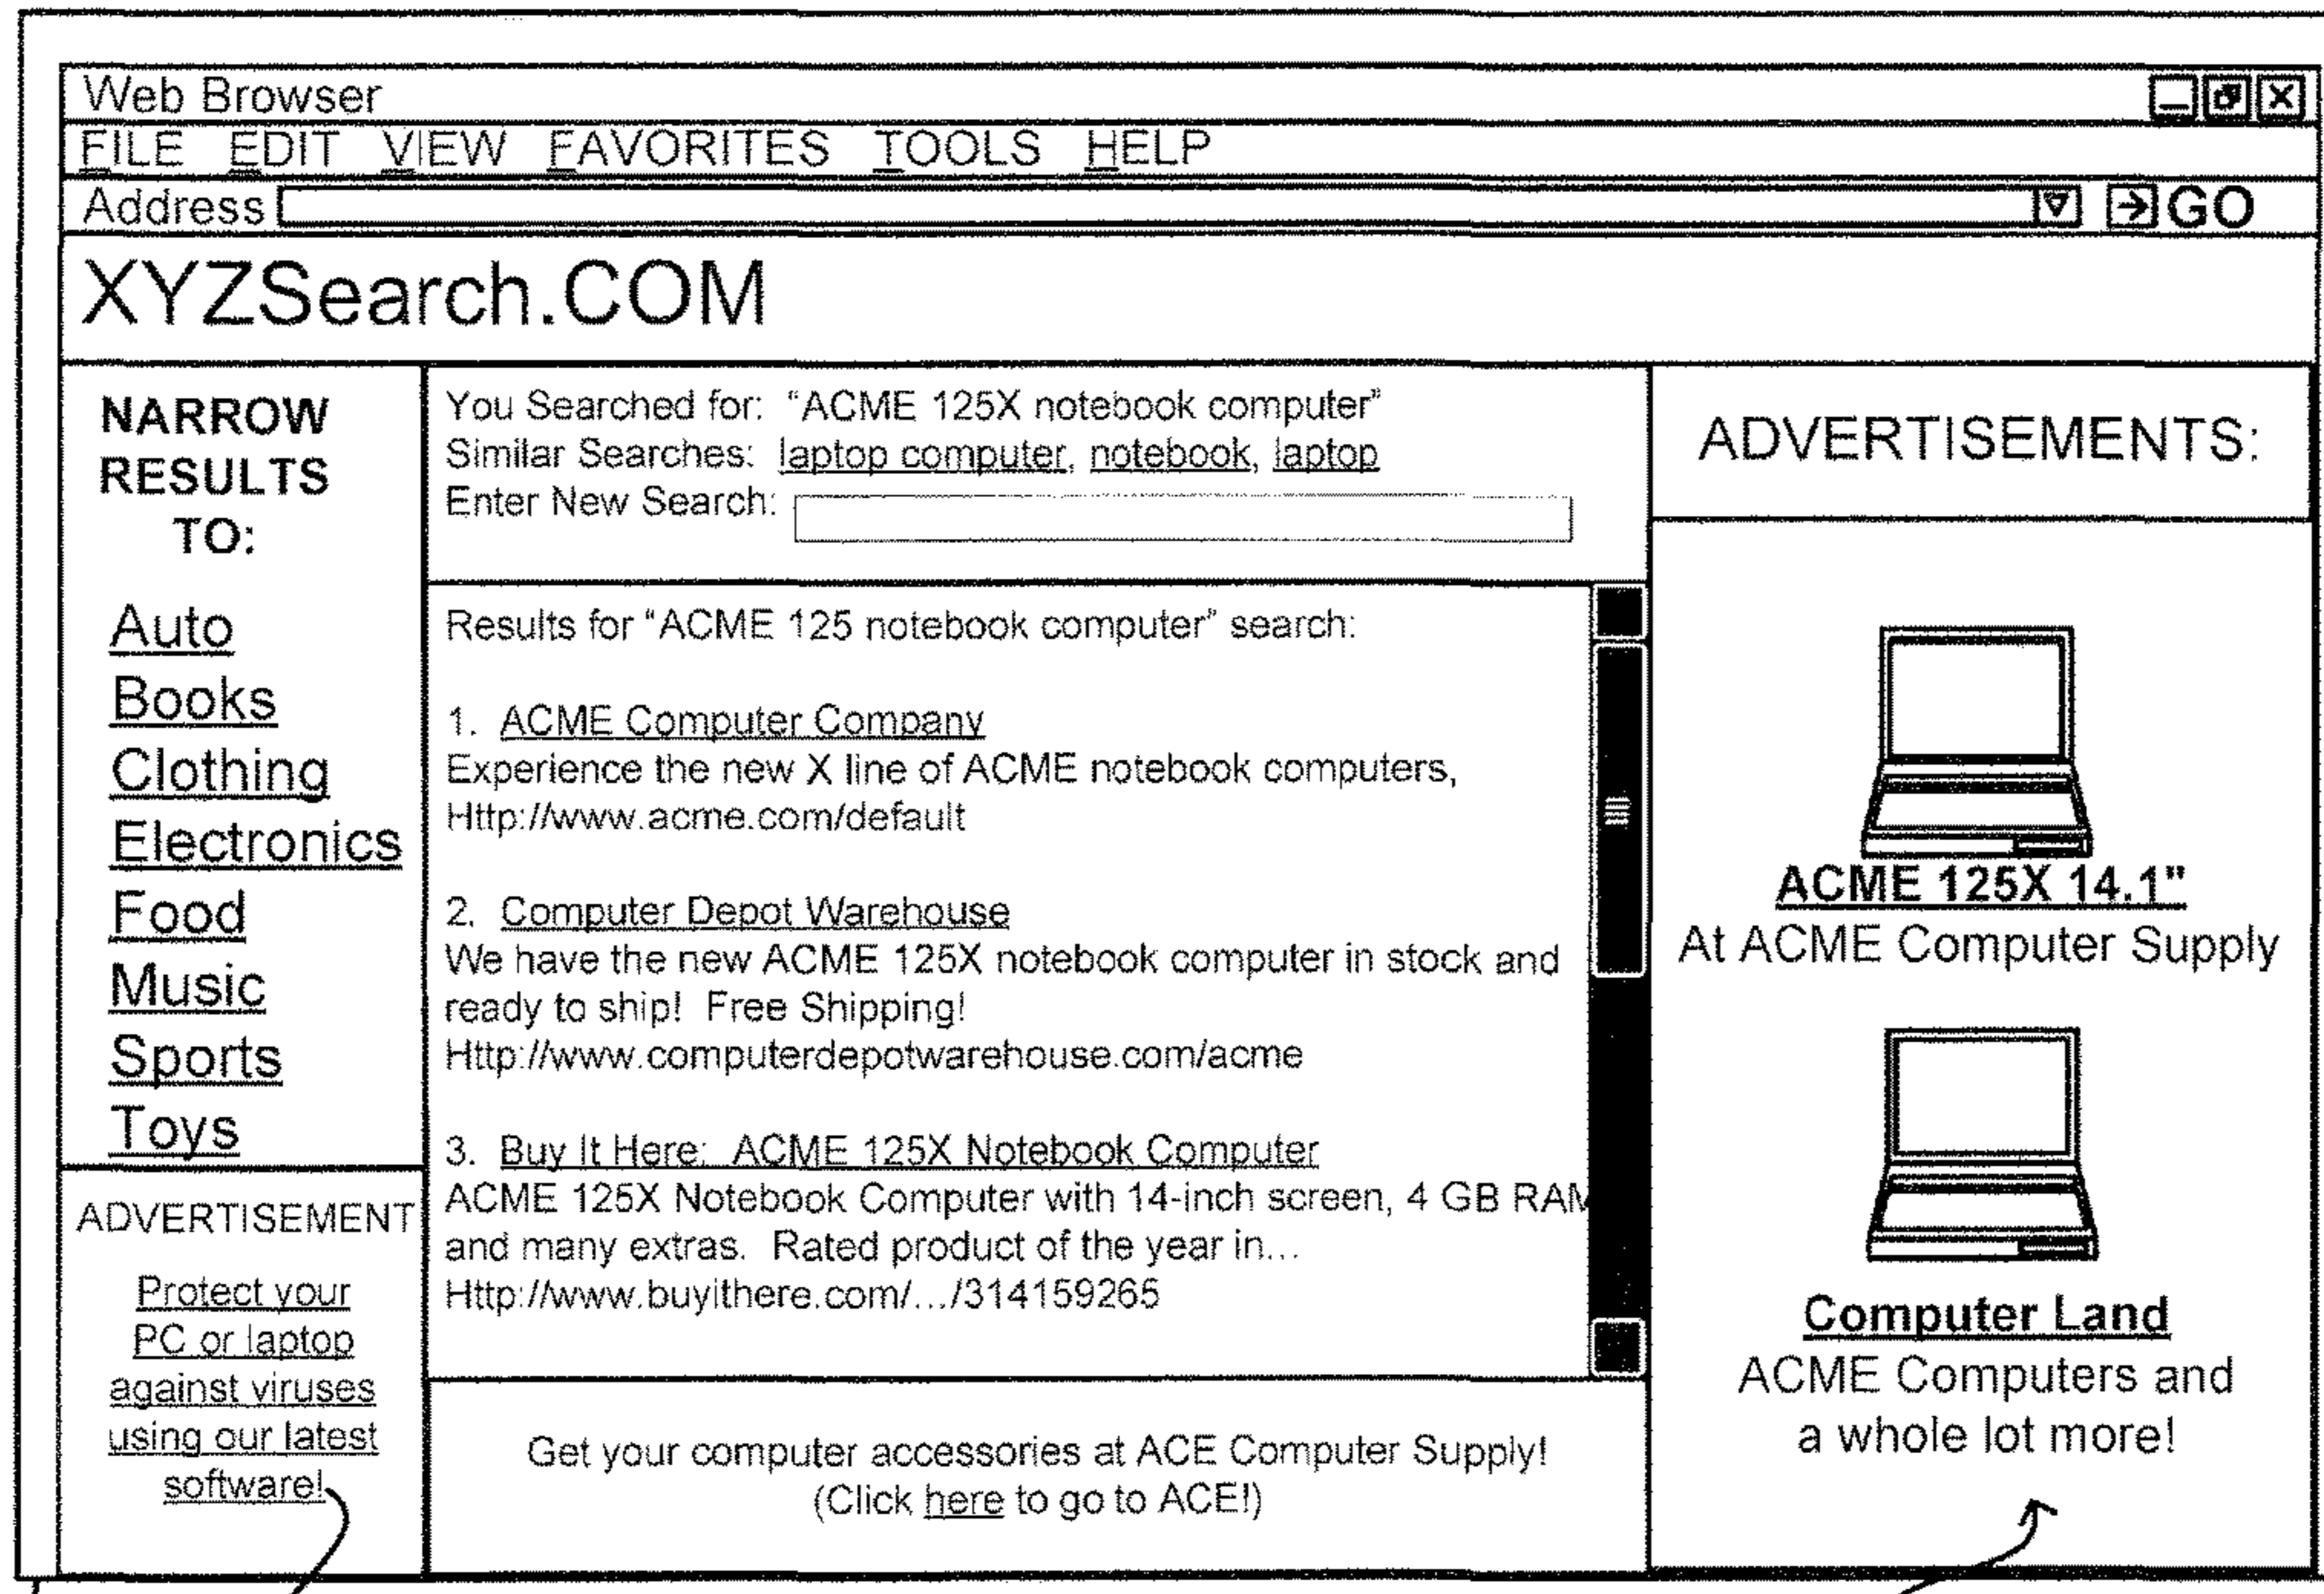 Web Browser
FILE EDIT VIEW FAVORITES TOOLS HELP
Address GO
XYZSearch.COM
NARROW
RESULTS
TO:
Auto
Books
Clothing
Electronics
Food
Music
Sports
Toys
ADVERTISEMENT
Protect your
PC or laptop
against viruses
using our latest
software!
You Searched for: “ACME 125X notebook computer”
Similar Searches: laptop computer, notebook, laptop
Enter New Search:
Results for “ACME 125 notebook computer” search:
1. ACME Computer Company
Experience the new X line of ACME notebook computers,
Http://www.acme.com/default
2. Computer Depot Warehouse
We have the new ACME 125X notebook computer in stock and
ready to ship! Free Shipping!
Http://www.computerdepotwarehouse.com/acme
3. Buy It Here: ACME 125X Notebook Computer
ACME 125X Notebook Computer with 14-inch screen, 4 GB RAM
and many extras. Rated product of the year in...
Http://www.buyithere.com/.../314159265
Get your computer accessories at ACE Computer Supply!
(Click here to go to ACE!)
ADVERTISEMENTS:
ACME 125X 14.1"
At ACME Computer Supply
Computer Land
ACME Computers and
a whole lot more!